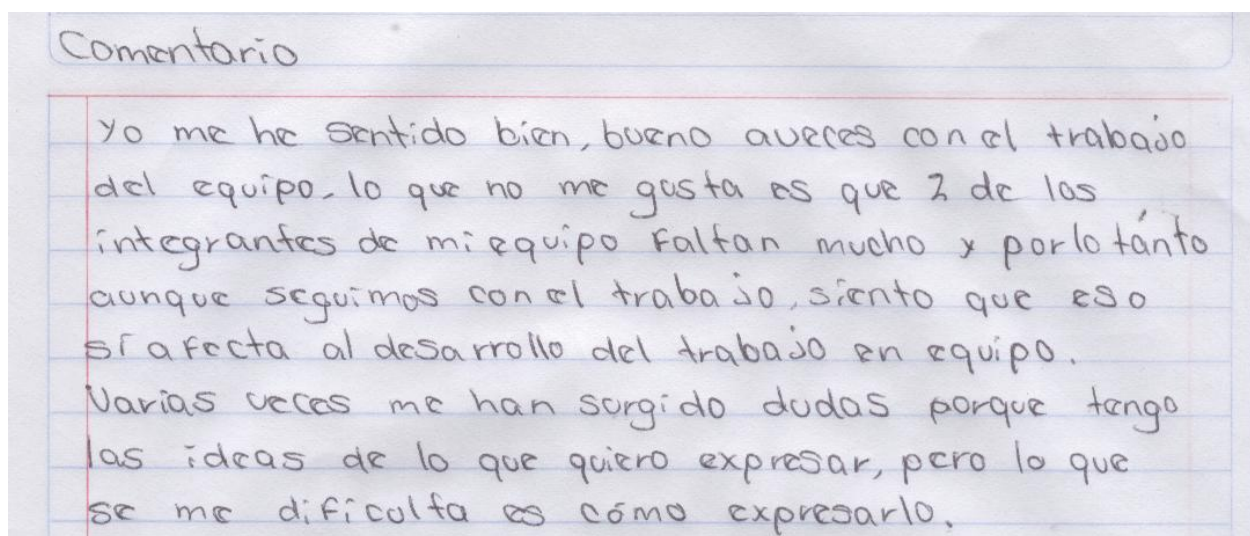 Comentario
Yo me he sentido bien, bueno aveces con el trabajo
del equipo, lo que no me gusta es que 2 de los
integrantes de mi equipo faltan mucho y por lo tánto
aunque seguimos con el trabajo, siento que eso
sí afecta al desarrollo del trabajo en equipo.
Varias veces me han surgido dudas porque tengo
las ideas de lo que quiero expresar, pero lo que
se me dificulta es cómo expresarlo.